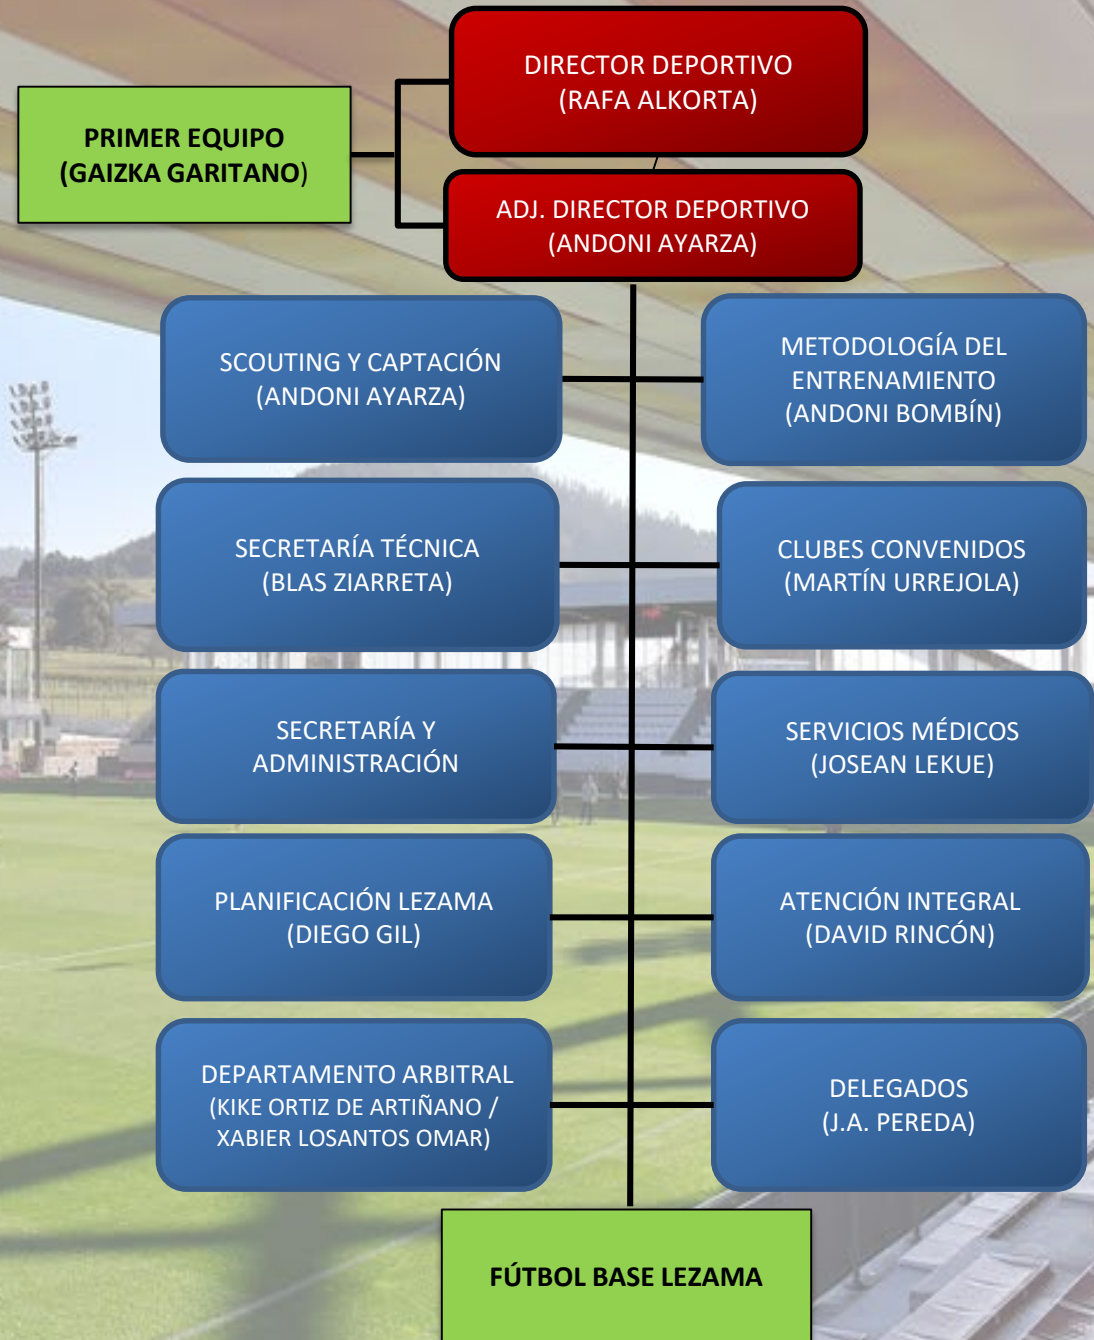 DIRECTOR DEPORTIVO
(RAFA ALKORTA)
PRIMER EQUIPO
(GAIZKA GARITANO)
ADJ. DIRECTOR DEPORTIVO
(ANDONI AYARZA)
SCOUTING Y CAPTACIÓN
(ANDONI AYARZA)
METODOLOGÍA DEL
ENTRENAMIENTO
(ANDONI BOMBÍN)
SECRETARÍA TÉCNICA
(BLAS ZIARRETA)
CLUBES CONVENIDOS
(MARTÍN URREJOLA)
SECRETARÍA Y
ADMINISTRACIÓN
SERVICIOS MÉDICOS
(JOSEAN LEKUE)
PLANIFICACIÓN LEZAMA
(DIEGO GIL)
ATENCIÓN INTEGRAL
(DAVID RINCÓN)
DEPARTAMENTO ARBITRAL
(KIKE ORTIZ DE ARTIÑANO /
XABIER LOSANTOS OMAR)
DELEGADOS
(J.A. PEREDA)
FÚTBOL BASE LEZAMA